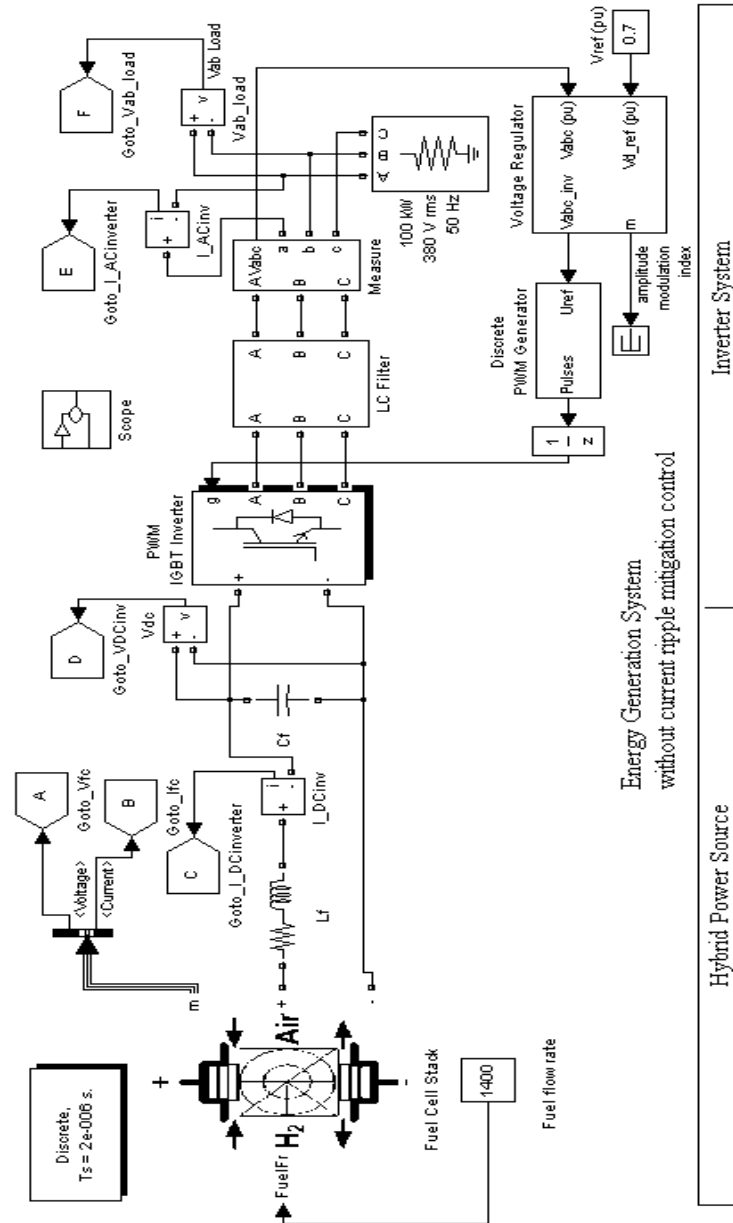 Discrete,
Ts = 2e-006 s.
+
-
FuelFr
H2
Air
m
+
-
Fuel Cell Stack
1400
Fuel flow rate
<Voltage>
<Current>
A
Goto_Vfc
B
Goto_Ifc
C
Goto_I_DCinverter
Lf
+
-
i
I_DCinv
Cf
D
Goto_VDCinv
Vdc
+
-
v
PWM
IGBT Inverter
g
+
-
A
B
C
Scope
A
B
C
A
B
C
LC Filter
A
B
C
Vabc
a
b
c
Measure
E
Goto_I_ACinverter
+
-
i
I_ACinv
F
Goto_Vab_load
Vab Load
+
-
v
Vab_load
A
B
C
100 kW
380 V rms
50 Hz
Vref (pu)
0.7
Voltage Regulator
Vabc_inv
Vabc (pu)
m
Vd_ref (pu)
Discrete
PWM Generator
Pulses
Uref
amplitude
modulation
index
1
z
Energy Generation System
without current ripple mitigation control
Hybrid Power Source
Inverter System